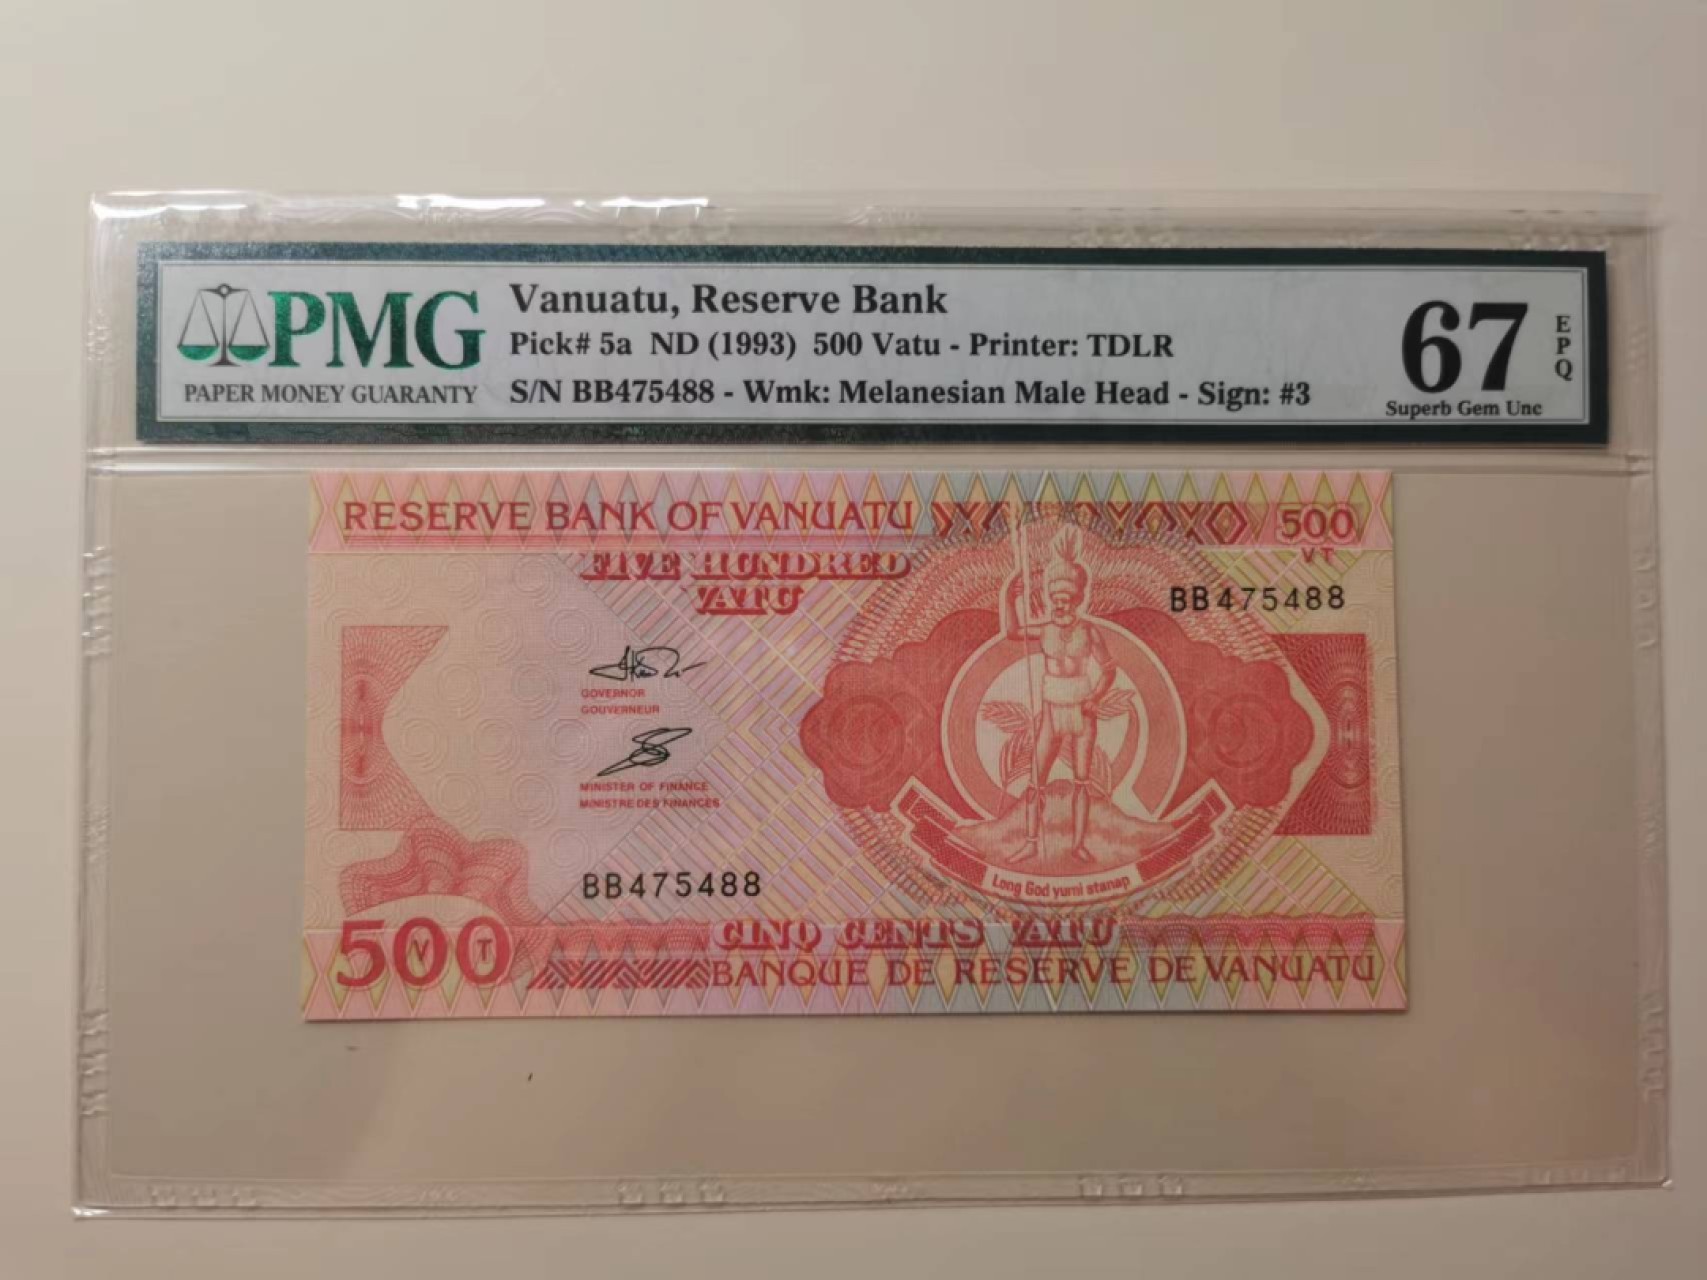 PMG
PAPER MONEY GUARANTY
Vanuatu, Reserve Bank
Pick# 5a ND (1993) 500 Vatu - Printer: TDLR
S/N BB475488 - Wmk: Melanesian Male Head - Sign: #3
67
EPQ
Superb Gem Unc
RESERVE BANK OF VANUATU
500
VT
FIVE HUNDRED
VATU
BB475488
GOVERNOR
GOUVERNEUR
MINISTER OF FINANCE
MINISTRE DES FINANCES
BB475488
Long God yumi stanap
500
VT
CINQ CENTS VATU
BANQUE DE RESERVE DE VANUATU